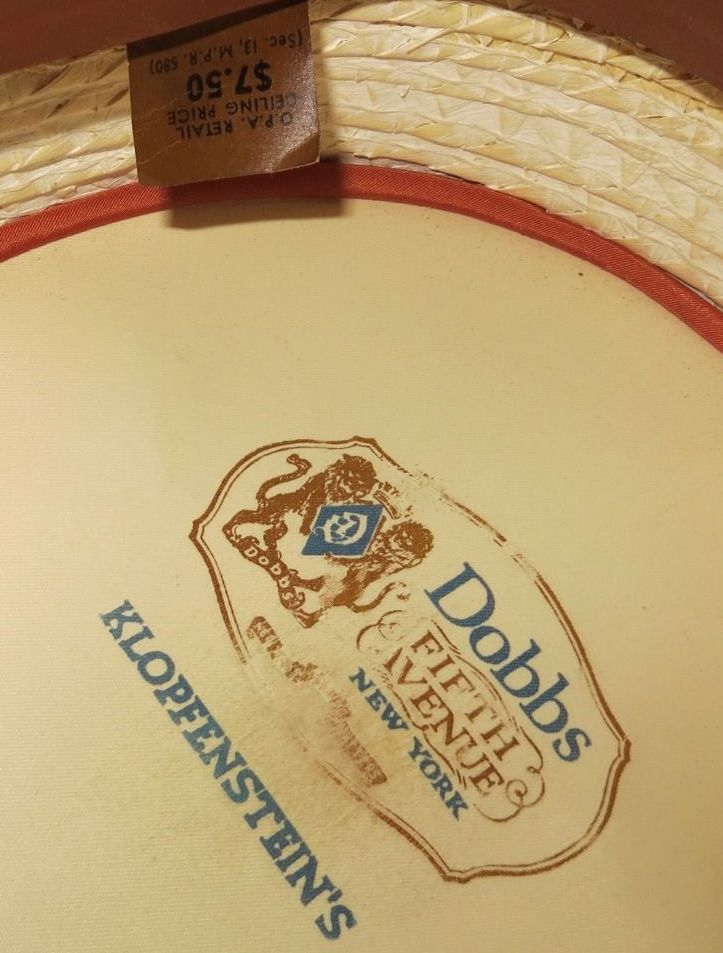 O.P.A. RETAIL
CEILING PRICE
$7.50
(Sec. 13, M.P.R. 580)
DOBBS
Dobbs
FIFTH
AVENUE
NEW YORK
KLOPFENSTEIN'S